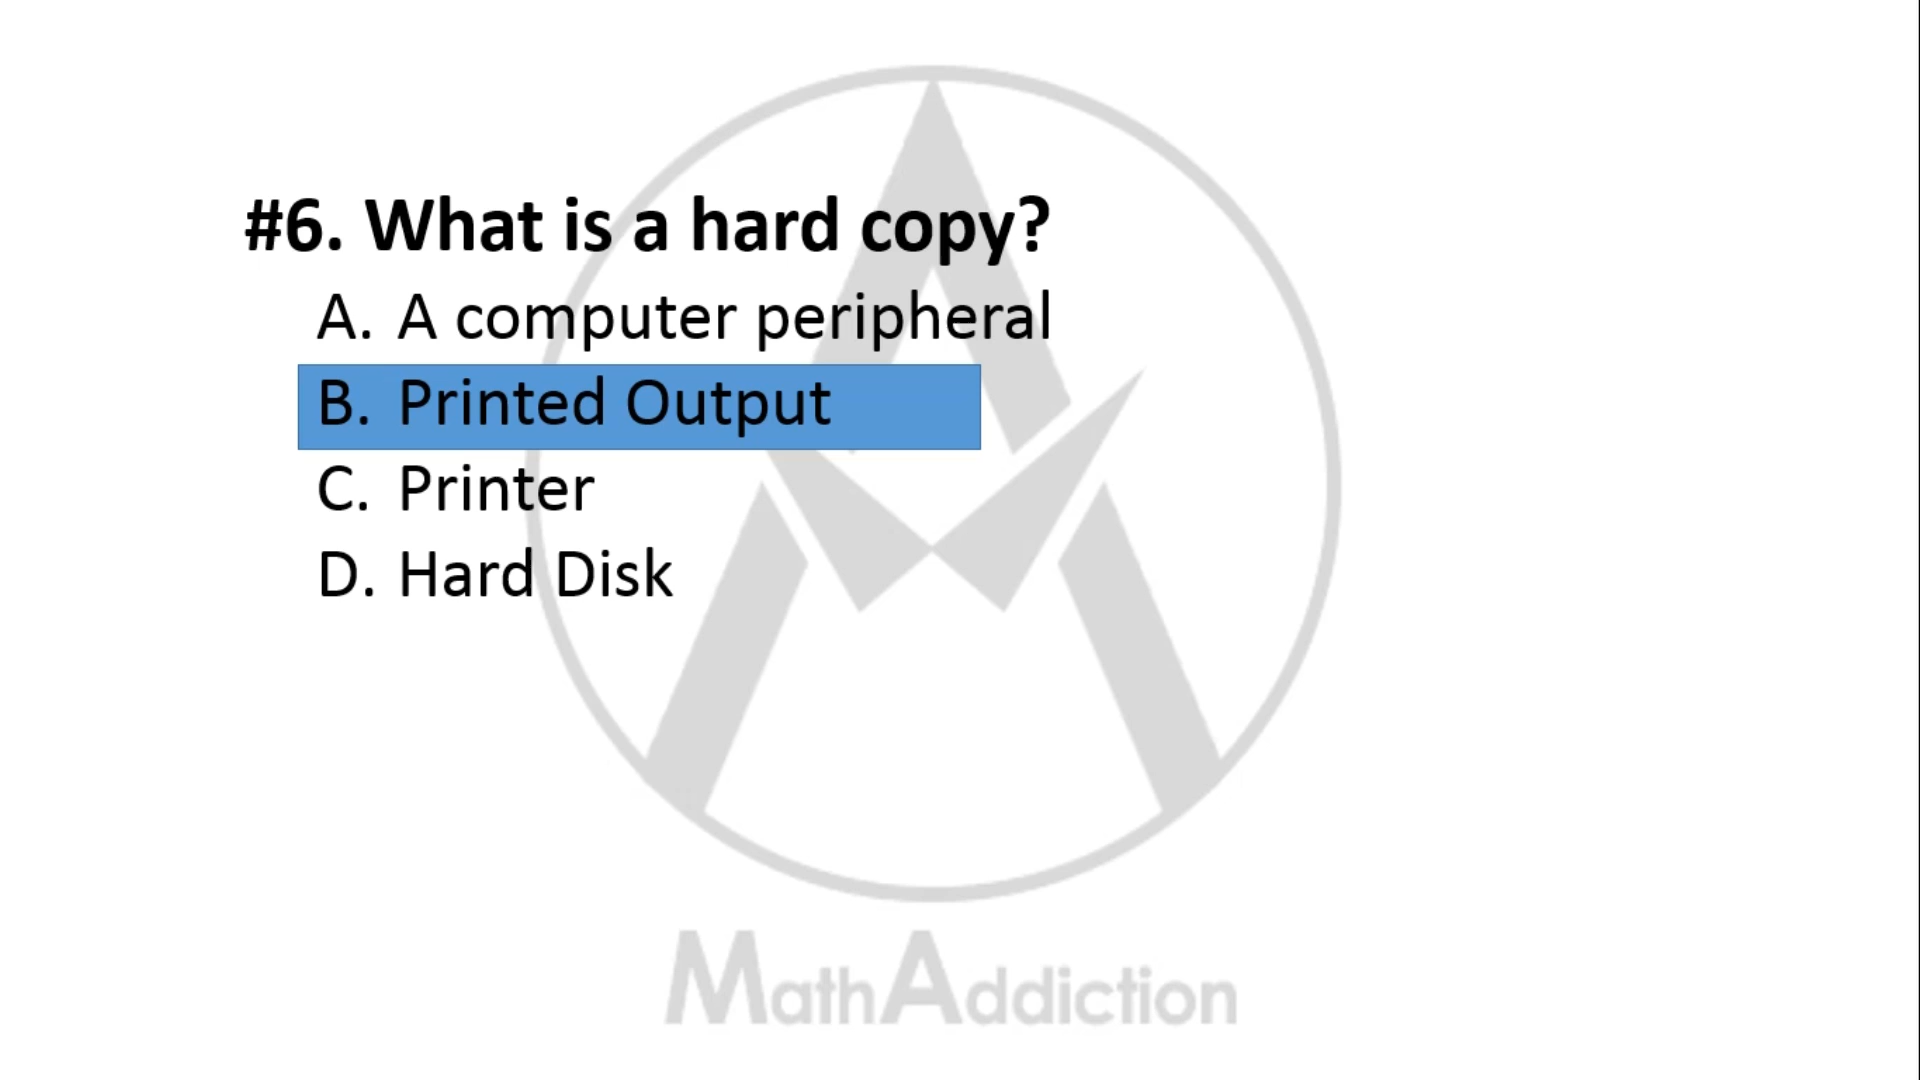 #6. What is a hard copy?
A. A computer peripheral
B. Printed Output
C. Printer
D. Hard Disk
MathAddiction